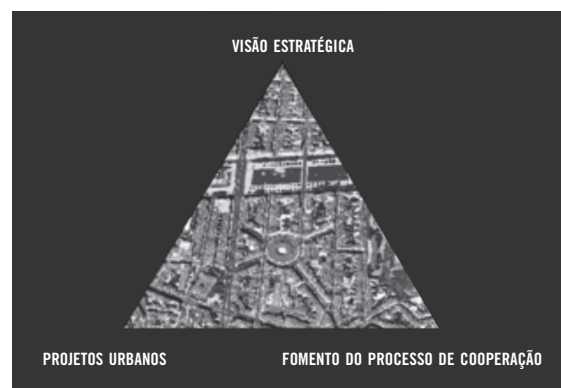 VISÃO ESTRATÉGICA
PROJETOS URBANOS
FOMENTO DO PROCESSO DE COOPERAÇÃO